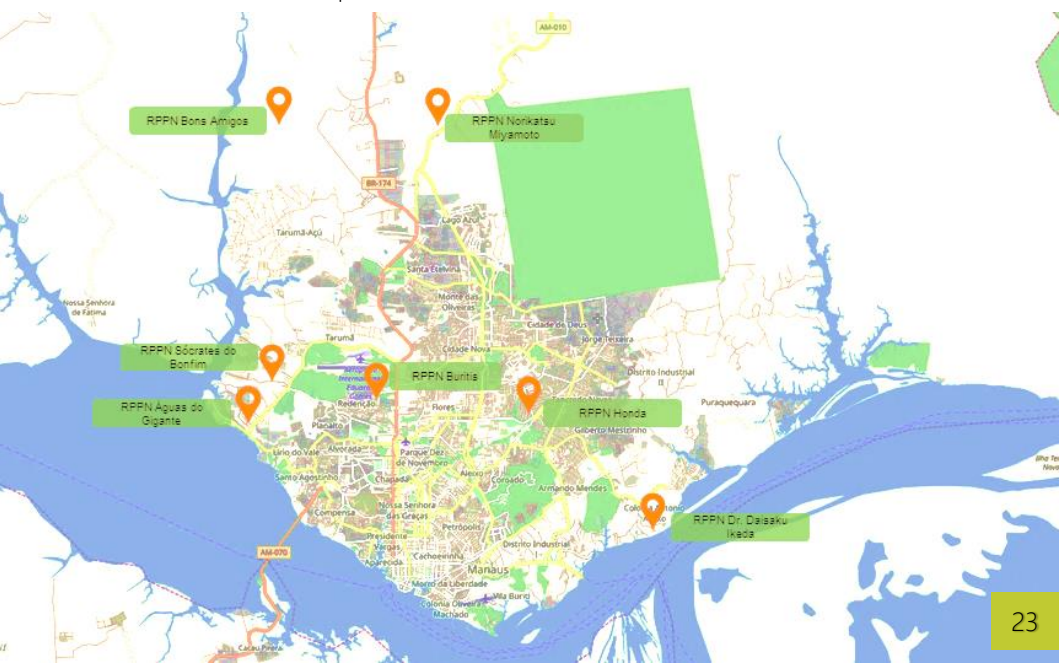 AM-010
RPPN Bons Amigos
RPPN Norikatsu
Miyamoto
BR-174
Lago Azul
Tarumã-Açú
Santa Etelvina
Nossa Senhora
de Fátima
Monte das
Oliveiras
Cidade de Deus
Tarumã
Jorge Teixeira
RPPN Sócrates do
Bonfim
Cidade Nova
Distrito Industrial
II
RPPN Buritis
RPPN Águas do
Gigante
Redenção
Flores
RPPN Honda
Puraquequara
Planalto
Gilberto Mestrinho
Lírio do Vale
Alvorada
Parque Dez
de Novembro
Santo Agostinho
Chapada
Aleixo
Coroado
Armando Mendes
Compensa
Nossa Senhora
das Graças
Petrópolis
RPPN Dr. Daisaku
Ikeda
Presidente
Vargas
Distrito Industrial
I
AM-070
Aparecida
Cachoeirinha
Manaus
Morro da Liberdade
Vila Buriti
Colônia Oliveira
Machado
Cacau Pirera
23